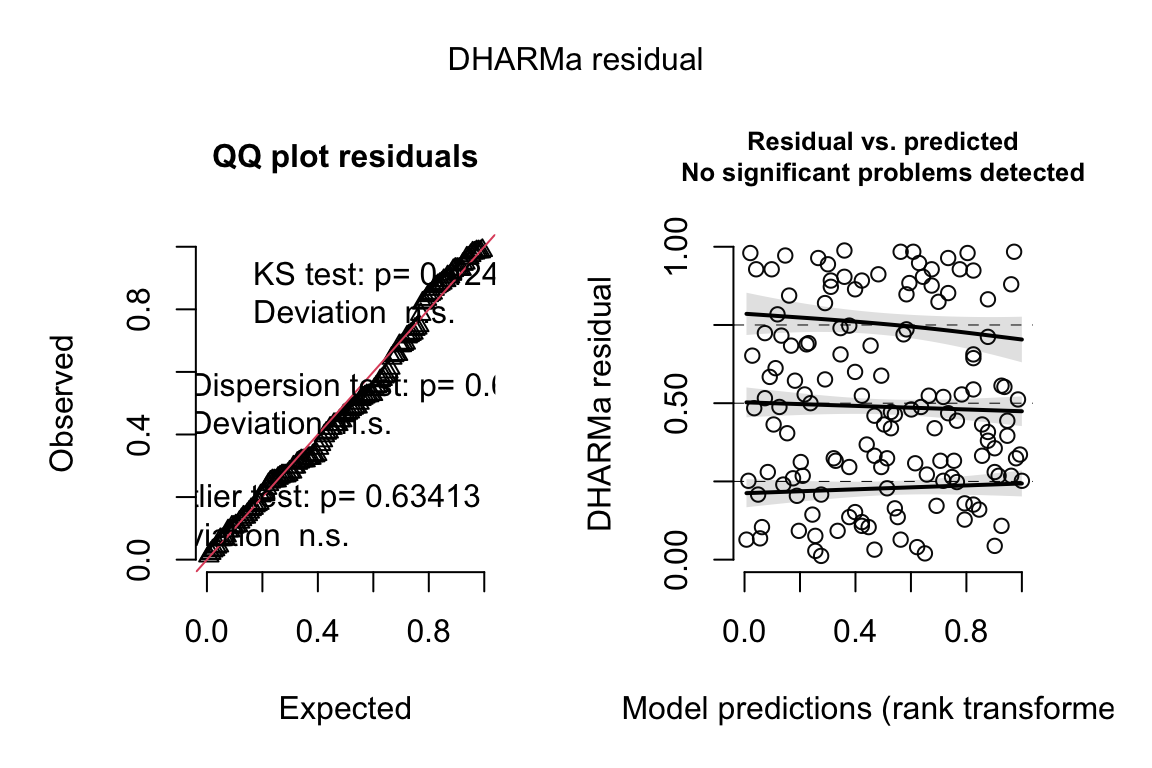 DHARMa residual
QQ plot residuals
KS test: p=
Deviation n.s.
Dispersion test: p=
Deviation n.s.
test: p= 0.63413
n.s.
Observed
0.0 0.4 0.8
0.0 0.4 0.8
Expected
Residual vs. predicted
No significant problems detected
DHARMa residual
0.00 0.50 1.00
0.0 0.4 0.8
Model predictions (rank transforme